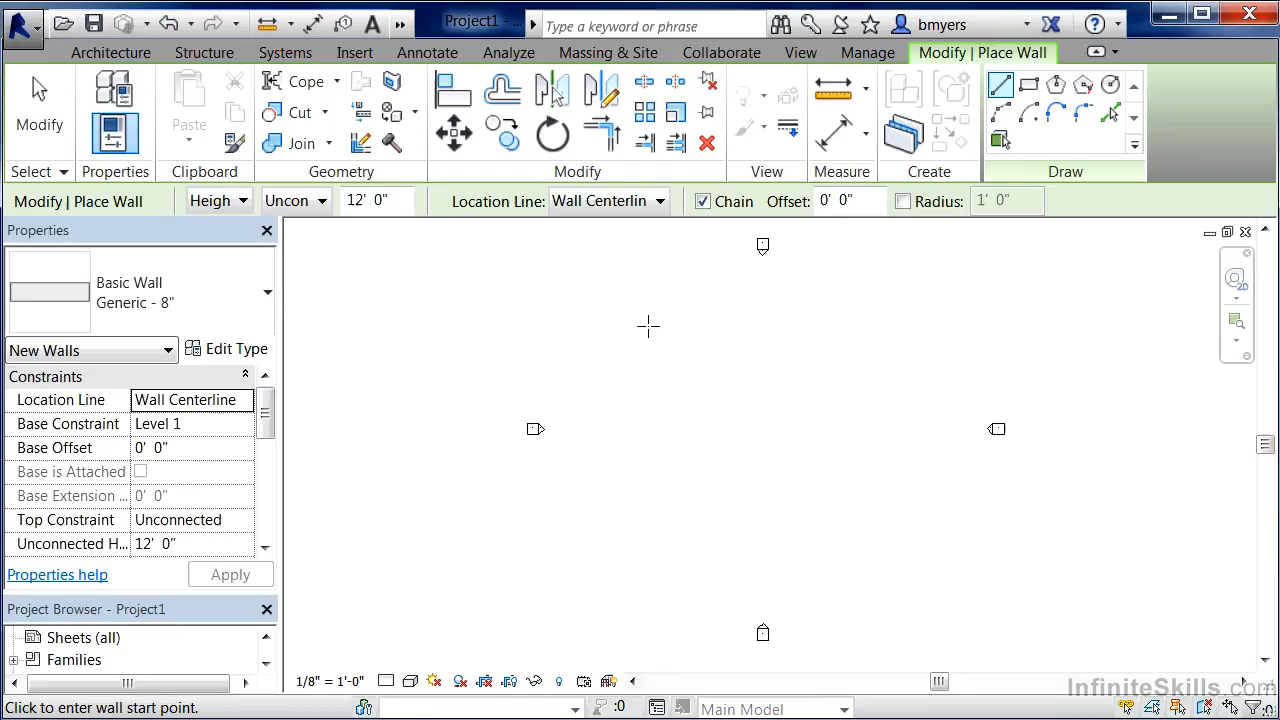 Project1 - ...
Type a keyword or phrase
bmyers
Architecture
Structure
Systems
Insert
Annotate
Analyze
Massing & Site
Collaborate
View
Manage
Modify | Place Wall
Modify
Paste
Cope
Cut
Join
Select
Properties
Clipboard
Geometry
Modify
View
Measure
Create
Draw
Modify | Place Wall
Heigh
Uncon
12' 0"
Location Line:
Wall Centerlin
Chain
Offset:
0' 0"
Radius:
1' 0"
Properties
Basic Wall
Generic - 8"
New Walls
Edit Type
Constraints
Location Line
Wall Centerline
Base Constraint
Level 1
Base Offset
0' 0"
Base is Attached
Base Extension ...
0' 0"
Top Constraint
Unconnected
Unconnected H...
12' 0"
Properties help
Apply
Project Browser - Project1
Sheets (all)
Families
2D
1/8" = 1'-0"
InfiniteSkills.com
Click to enter wall start point.
:0
Main Model
:0